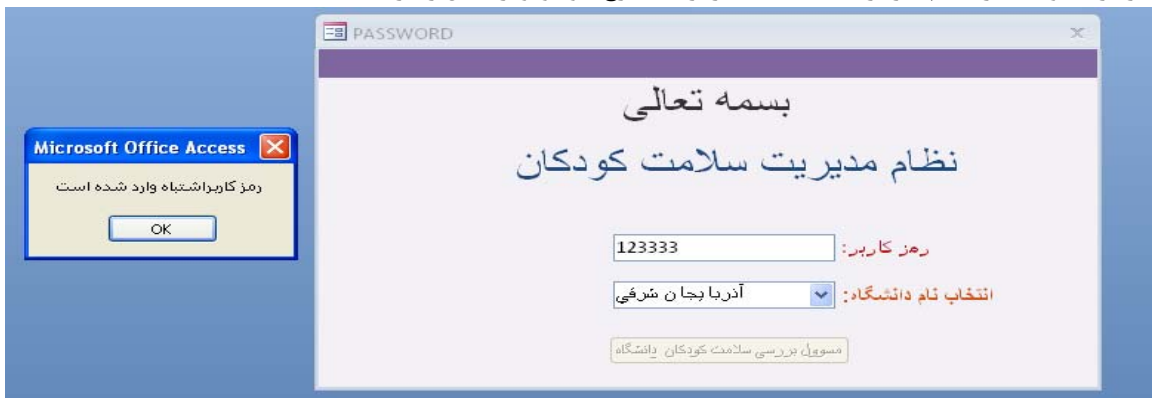 PASSWORD
بسمه تعالی
نظام مدیریت سلامت کودکان
Microsoft Office Access
رمز کاربراشتباه وارد شده است
OK
رمز کاربر: 123333
انتخاب نام دانشگاه: آذربایجان شرقي
مسوول بررسی سلامت کودکان دانشگاه